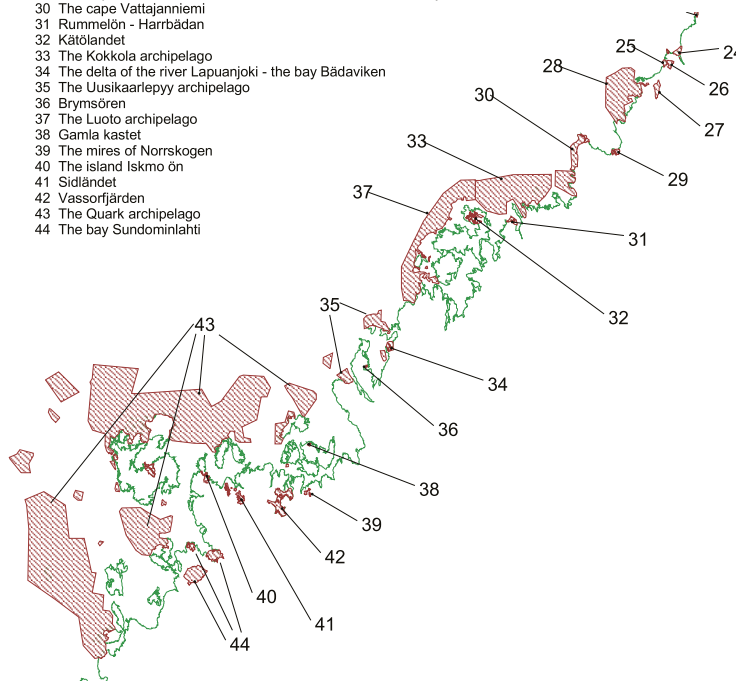 30 The cape Vattajanniemi
31 Rummelön - Harrbädan
32 Kätölandet
33 The Kokkola archipelago
34 The delta of the river Lapuanjoki - the bay Bädaviken
35 The Uusikaarlepyy archipelago
36 Brymsören
37 The Luoto archipelago
38 Gamla kastet
39 The mires of Norrskogen
40 The island Iskmo ön
41 Sidländet
42 Vassorfjärden
43 The Quark archipelago
44 The bay Sundominlahti
25
24
28
26
30
27
33
29
37
31
32
35
43
34
36
38
39
42
40
41
44